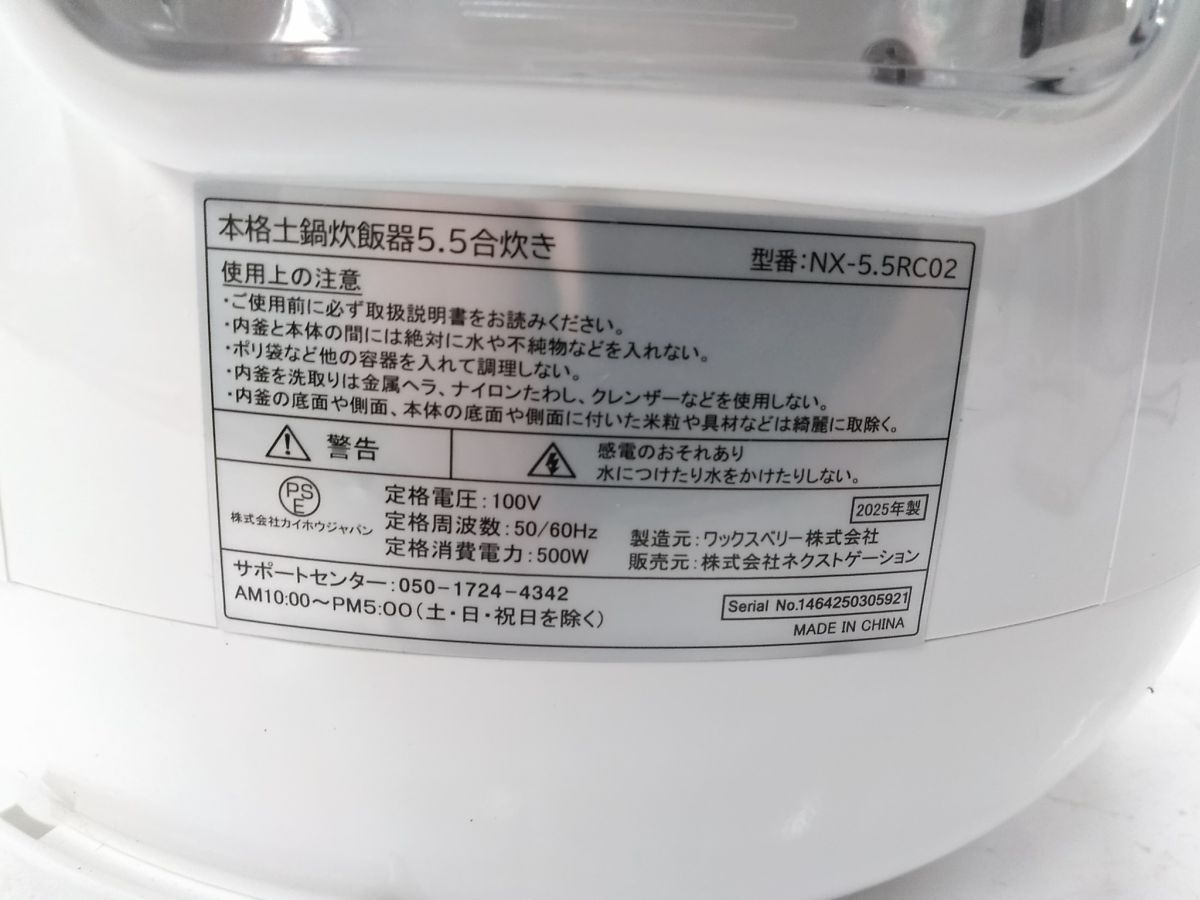 本格土鍋炊飯器5.5合炊き
型番:NX-5.5RC02
使用上の注意
・ご使用前に必ず取扱説明書をお読みください。
・内釜と本体の間には絶対に水や不純物などを入れない。
・ポリ袋など他の容器を入れて調理しない。
・内釜を洗取りは金属ヘラ、ナイロンたわし、クレンザーなどを使用しない。
・内釜の底面や側面、本体の底面や側面に付いた米粒や具材などは綺麗に取除く。
警告
感電のおそれあり
水につけたり水をかけたりしない。
PSE
株式会社カイホウジャパン
定格電圧:100V
定格周波数:50/60Hz
定格消費電力:500W
2025年製
製造元:ワックスベリー株式会社
販売元:株式会社ネクストゲーション
サポートセンター:050-1724-4342
AM10:00～PM5:00(土・日・祝日を除く)
Serial No.1464250305921
MADE IN CHINA